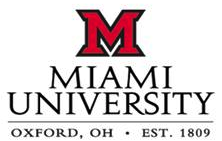 M
MIAMI
UNIVERSITY
OXFORD, OH • EST. 1809